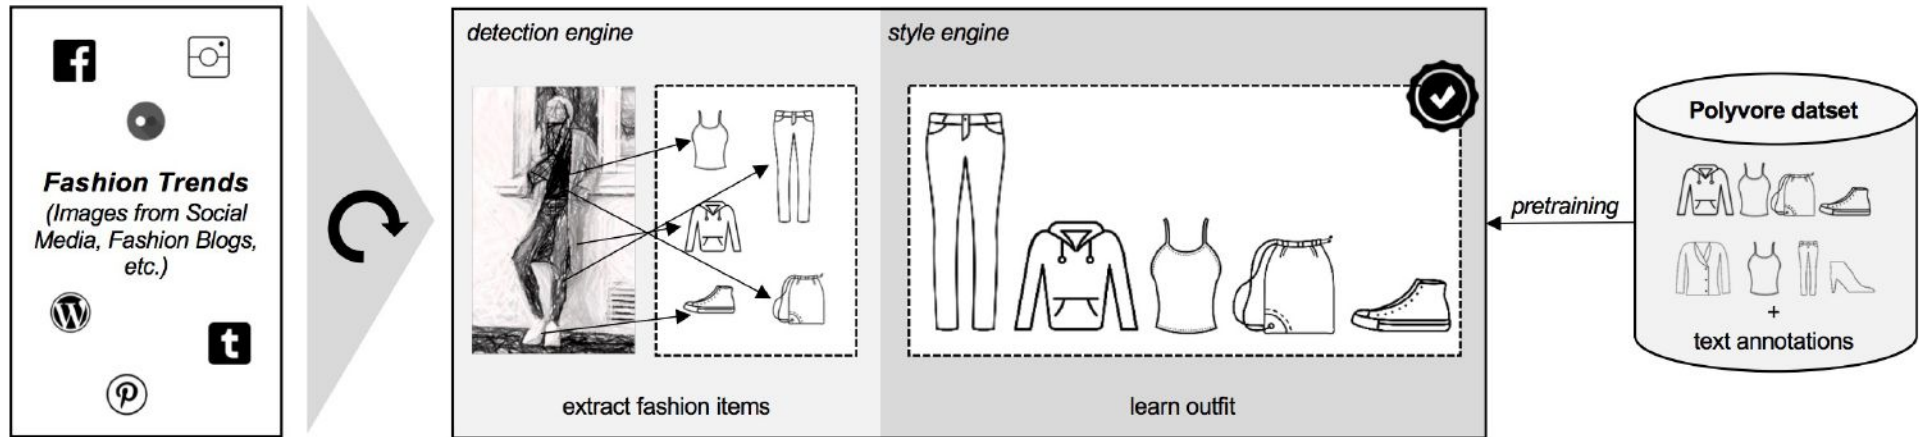 Fashion Trends
(Images from Social
Media, Fashion Blogs,
etc.)
detection engine
extract fashion items
style engine
learn outfit
pretraining
Polyvore datset
+
text annotations